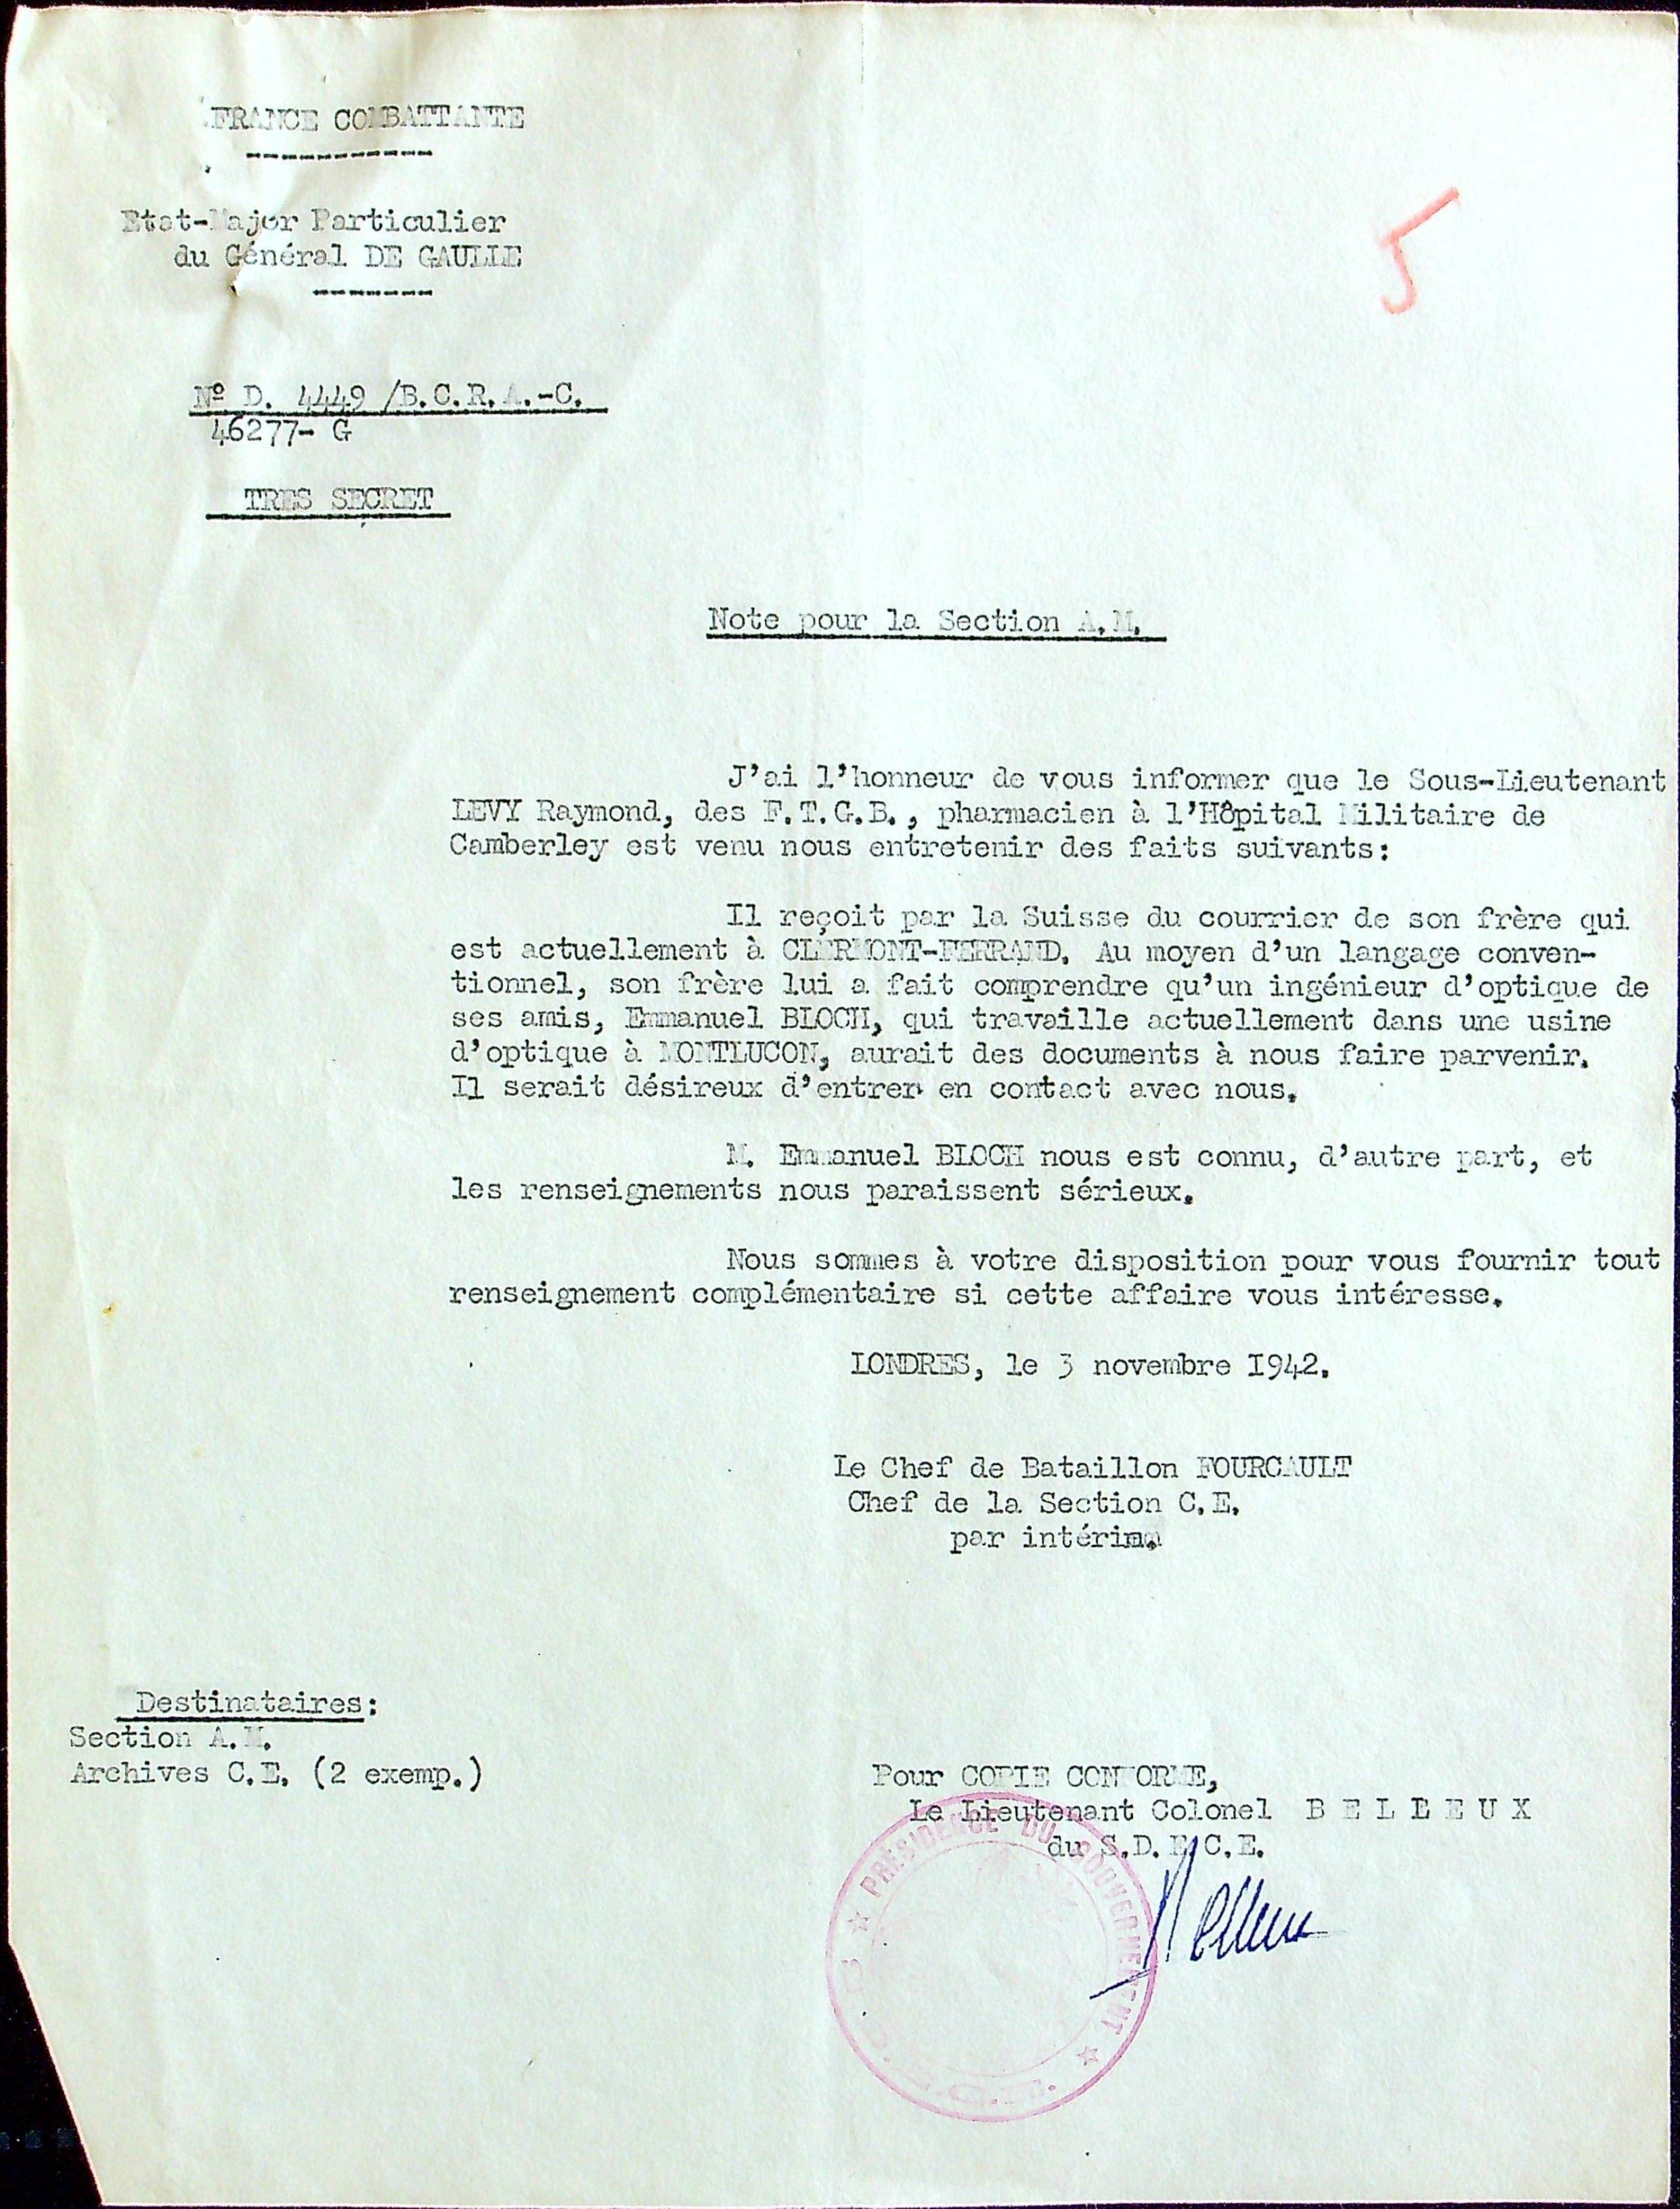 FRANCE COMBATTANTE
Etat-Major Particulier
du Général DE GAULLE
5
Nº D. 4449 /B.C.R.A.-C.
46277- G
TRES SECRET
Note pour la Section A.M.
J'ai l'honneur de vous informer que le Sous-Lieutenant
LEVY Raymond, des F.T.G.B., pharmacien à l'Hôpital Militaire de
Camberley est venu nous entretenir des faits suivants:
Il reçoit par la Suisse du courrier de son frère qui
est actuellement à CLERMONT-FERRAND. Au moyen d'un langage conven-
tionnel, son frère lui a fait comprendre qu'un ingénieur d'optique de
ses amis, Emmanuel BLOCH, qui travaille actuellement dans une usine
d'optique à MONTLUCON, aurait des documents à nous faire parvenir.
Il serait désireux d'entrer en contact avec nous.
M. Emmanuel BLOCH nous est connu, d'autre part, et
les renseignements nous paraissent sérieux.
Nous sommes à votre disposition pour vous fournir tout
renseignement complémentaire si cette affaire vous intéresse.
LONDRES, le 3 novembre 1942.
Le Chef de Bataillon FOURCAULT
Chef de la Section C.E.
par intérim.
Destinataires:
Section A.M.
Archives C.E. (2 exemp.)
Pour COPIE CONFORME,
Le Lieutenant Colonel B E L L E U X
du S.D.E.C.E.
PRESIDENCE DU GOUVERNEMENT
S.D.E.C.E.
Belleux